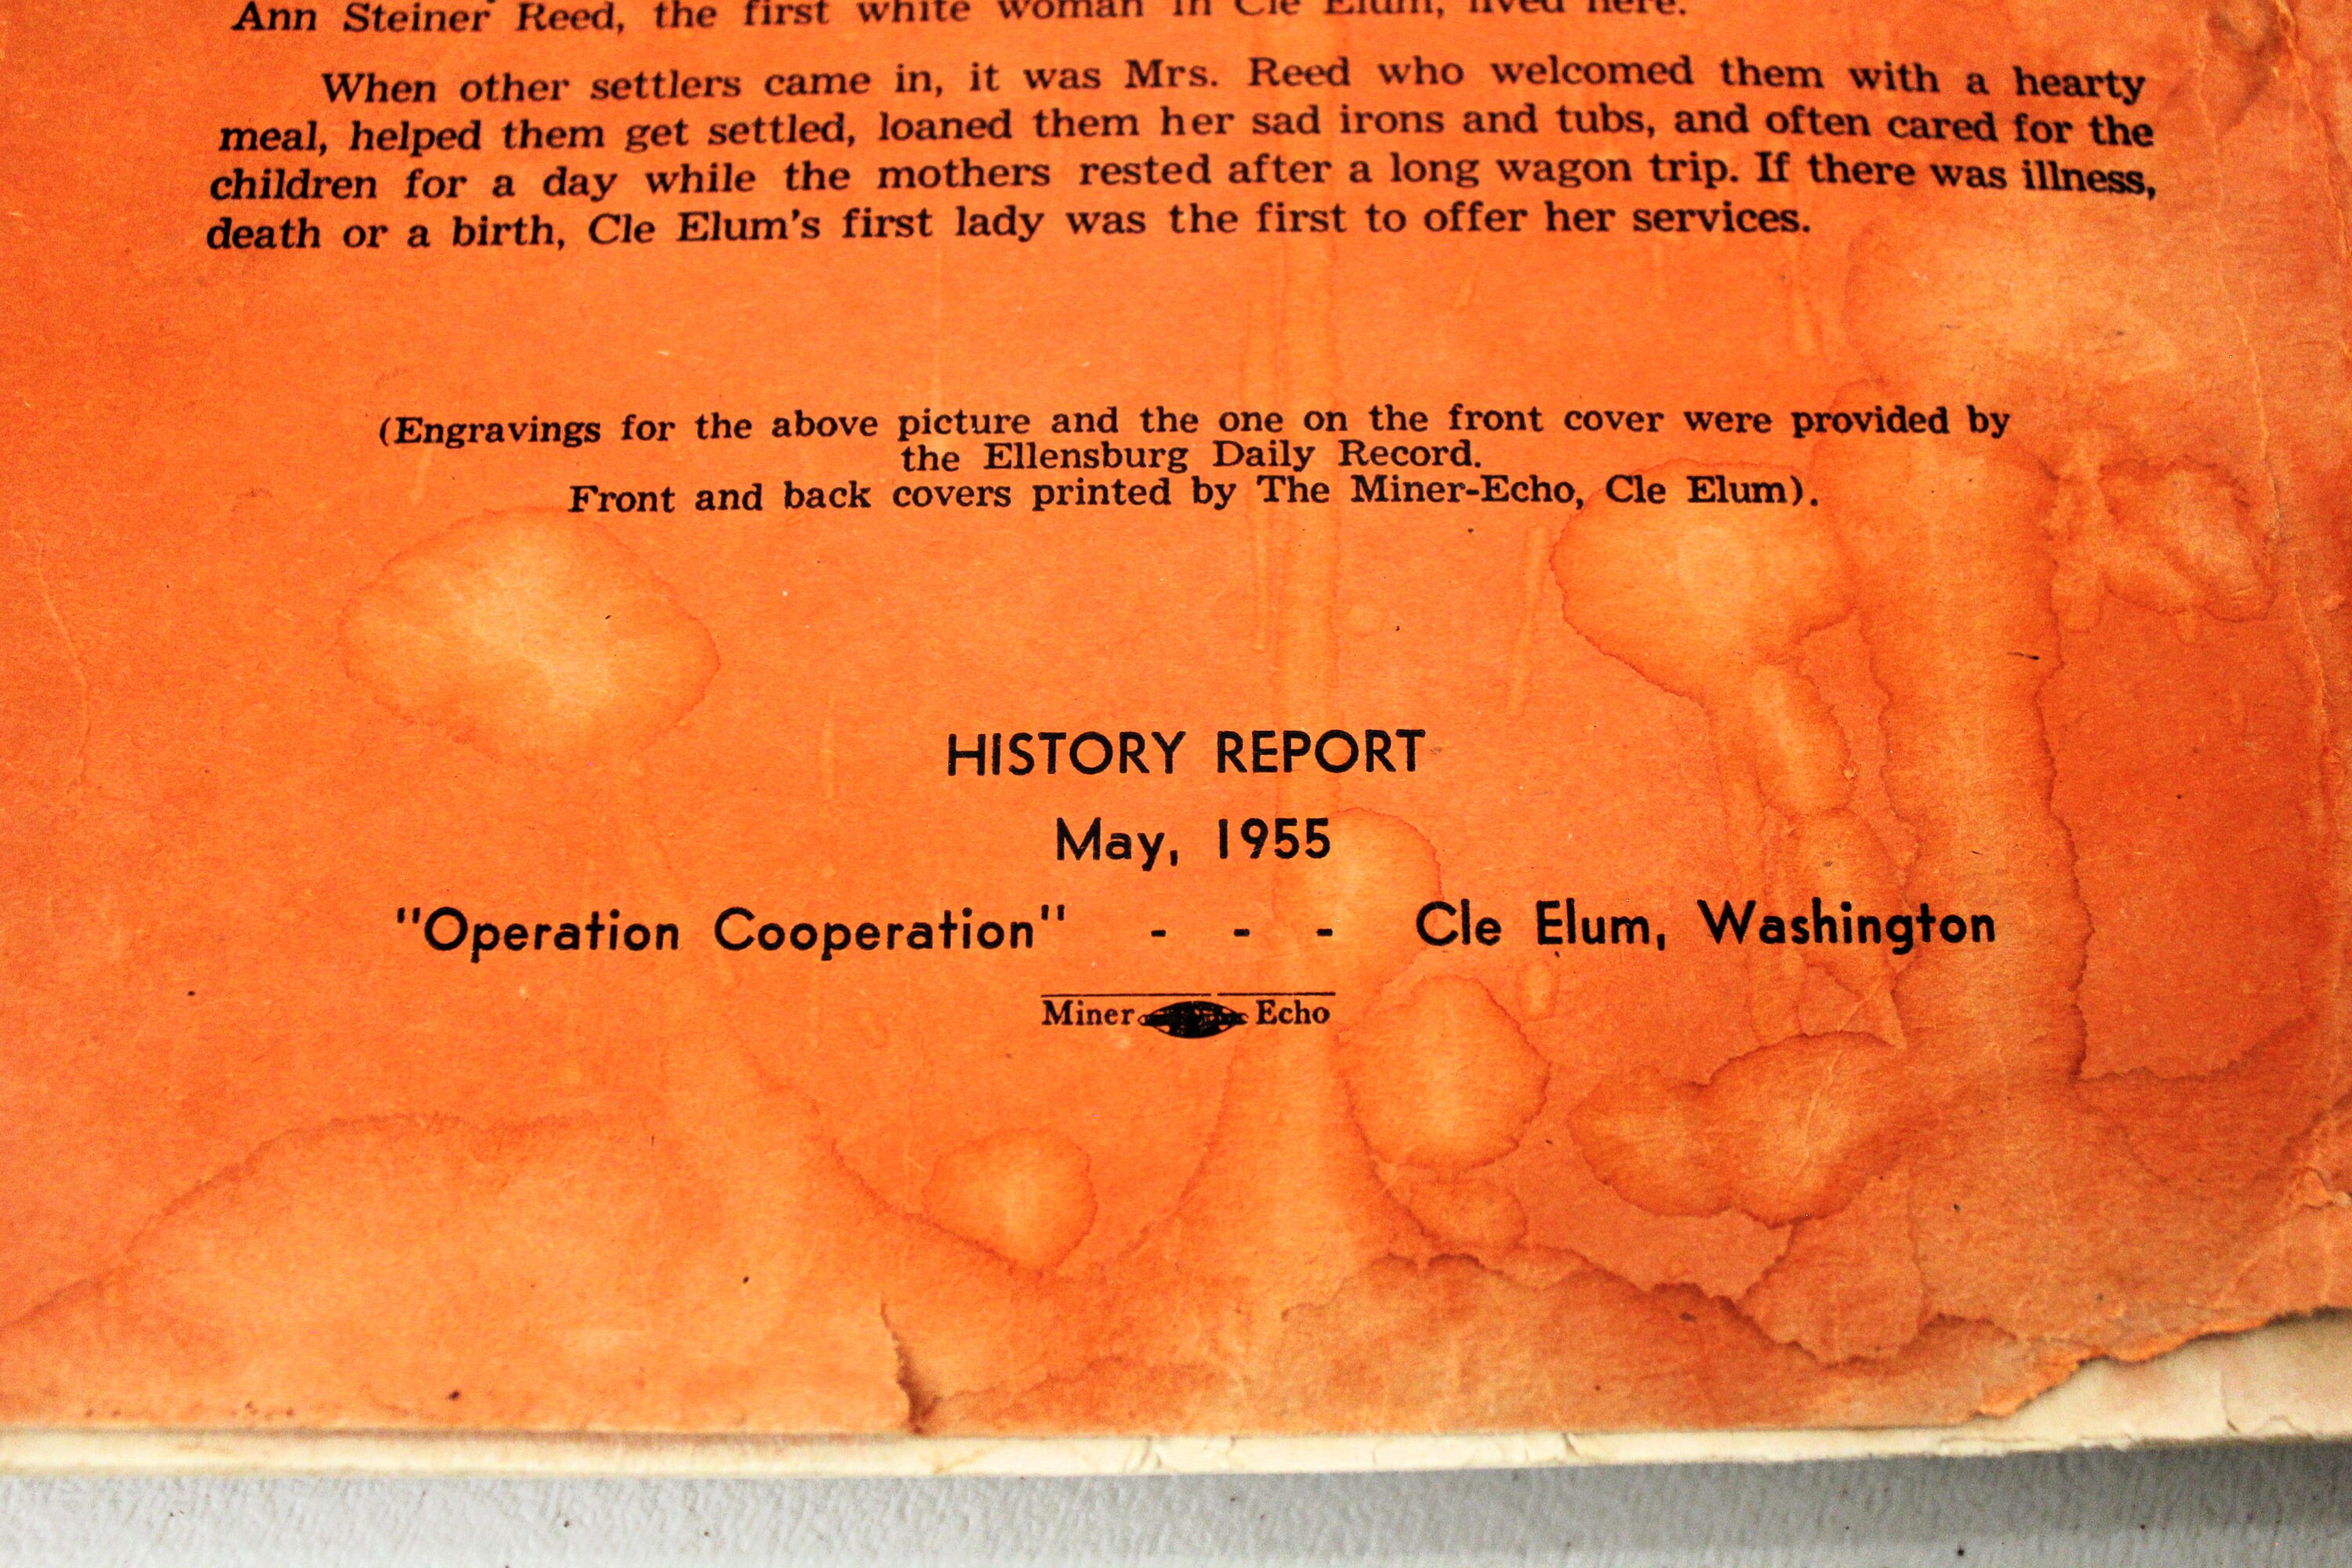 Ann Steiner Reed, the first white woman in Cle Elum, lived here.
When other settlers came in, it was Mrs. Reed who welcomed them with a hearty
meal, helped them get settled, loaned them her sad irons and tubs, and often cared for the
children for a day while the mothers rested after a long wagon trip. If there was illness,
death or a birth, Cle Elum's first lady was the first to offer her services.
(Engravings for the above picture and the one on the front cover were provided by
the Ellensburg Daily Record.
Front and back covers printed by The Miner-Echo, Cle Elum).
HISTORY REPORT
May, 1955
"Operation Cooperation" - - - Cle Elum, Washington
Miner Echo